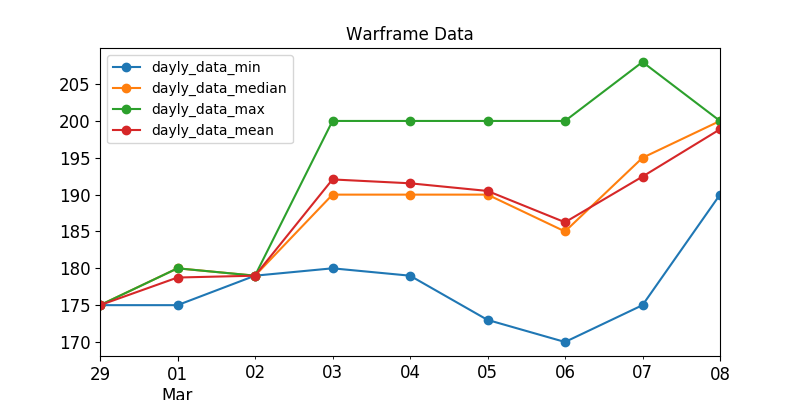 Warframe Data
dayly_data_min
dayly_data_median
dayly_data_max
dayly_data_mean
205
200
195
190
185
180
175
170
29 01 02 03 04 05 06 07 08
Mar